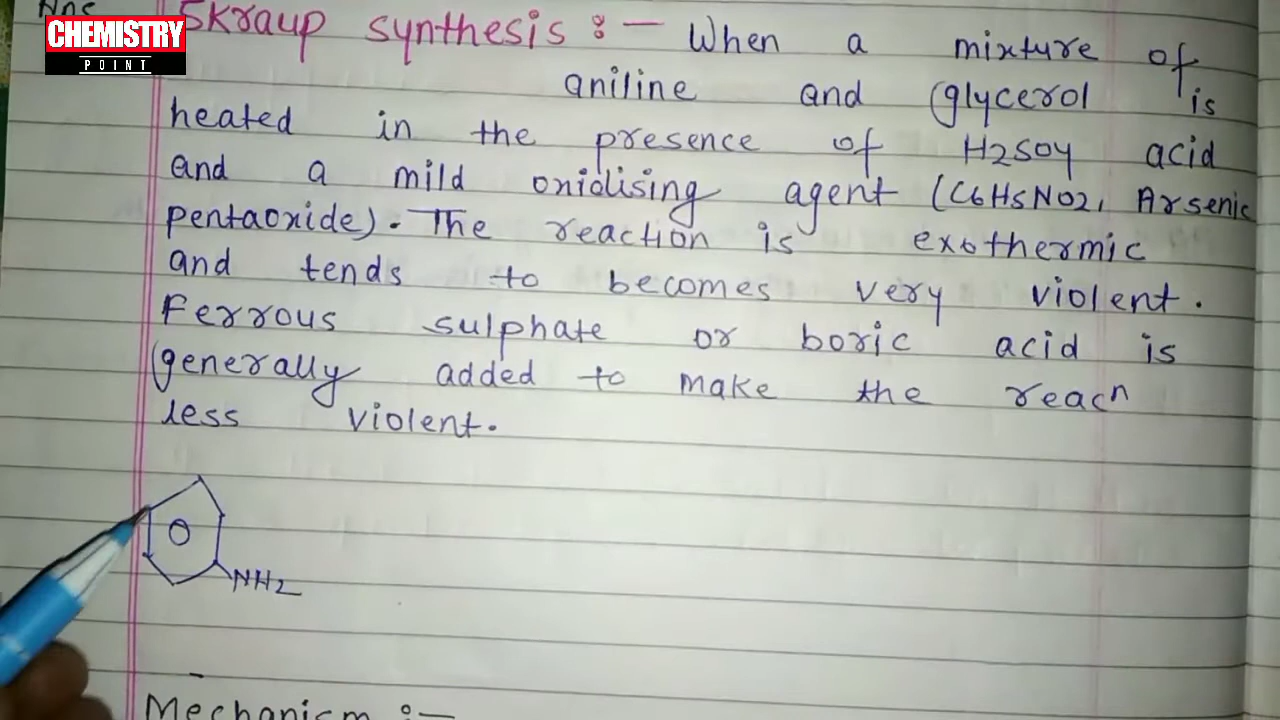 Ans
CHEMISTRY
POINT
Skraup synthesis :- When a mixture of
aniline and Glycerol is
heated in the presence of H2SO4 acid
and a mild oxidising agent (C6H5NO2, Arsenic
pentaoxide). The reaction is exothermic
and tends to becomes very violent.
Ferrous sulphate or boric acid is
Generally added to make the reacn
less violent.
NH2
Mechanism :-